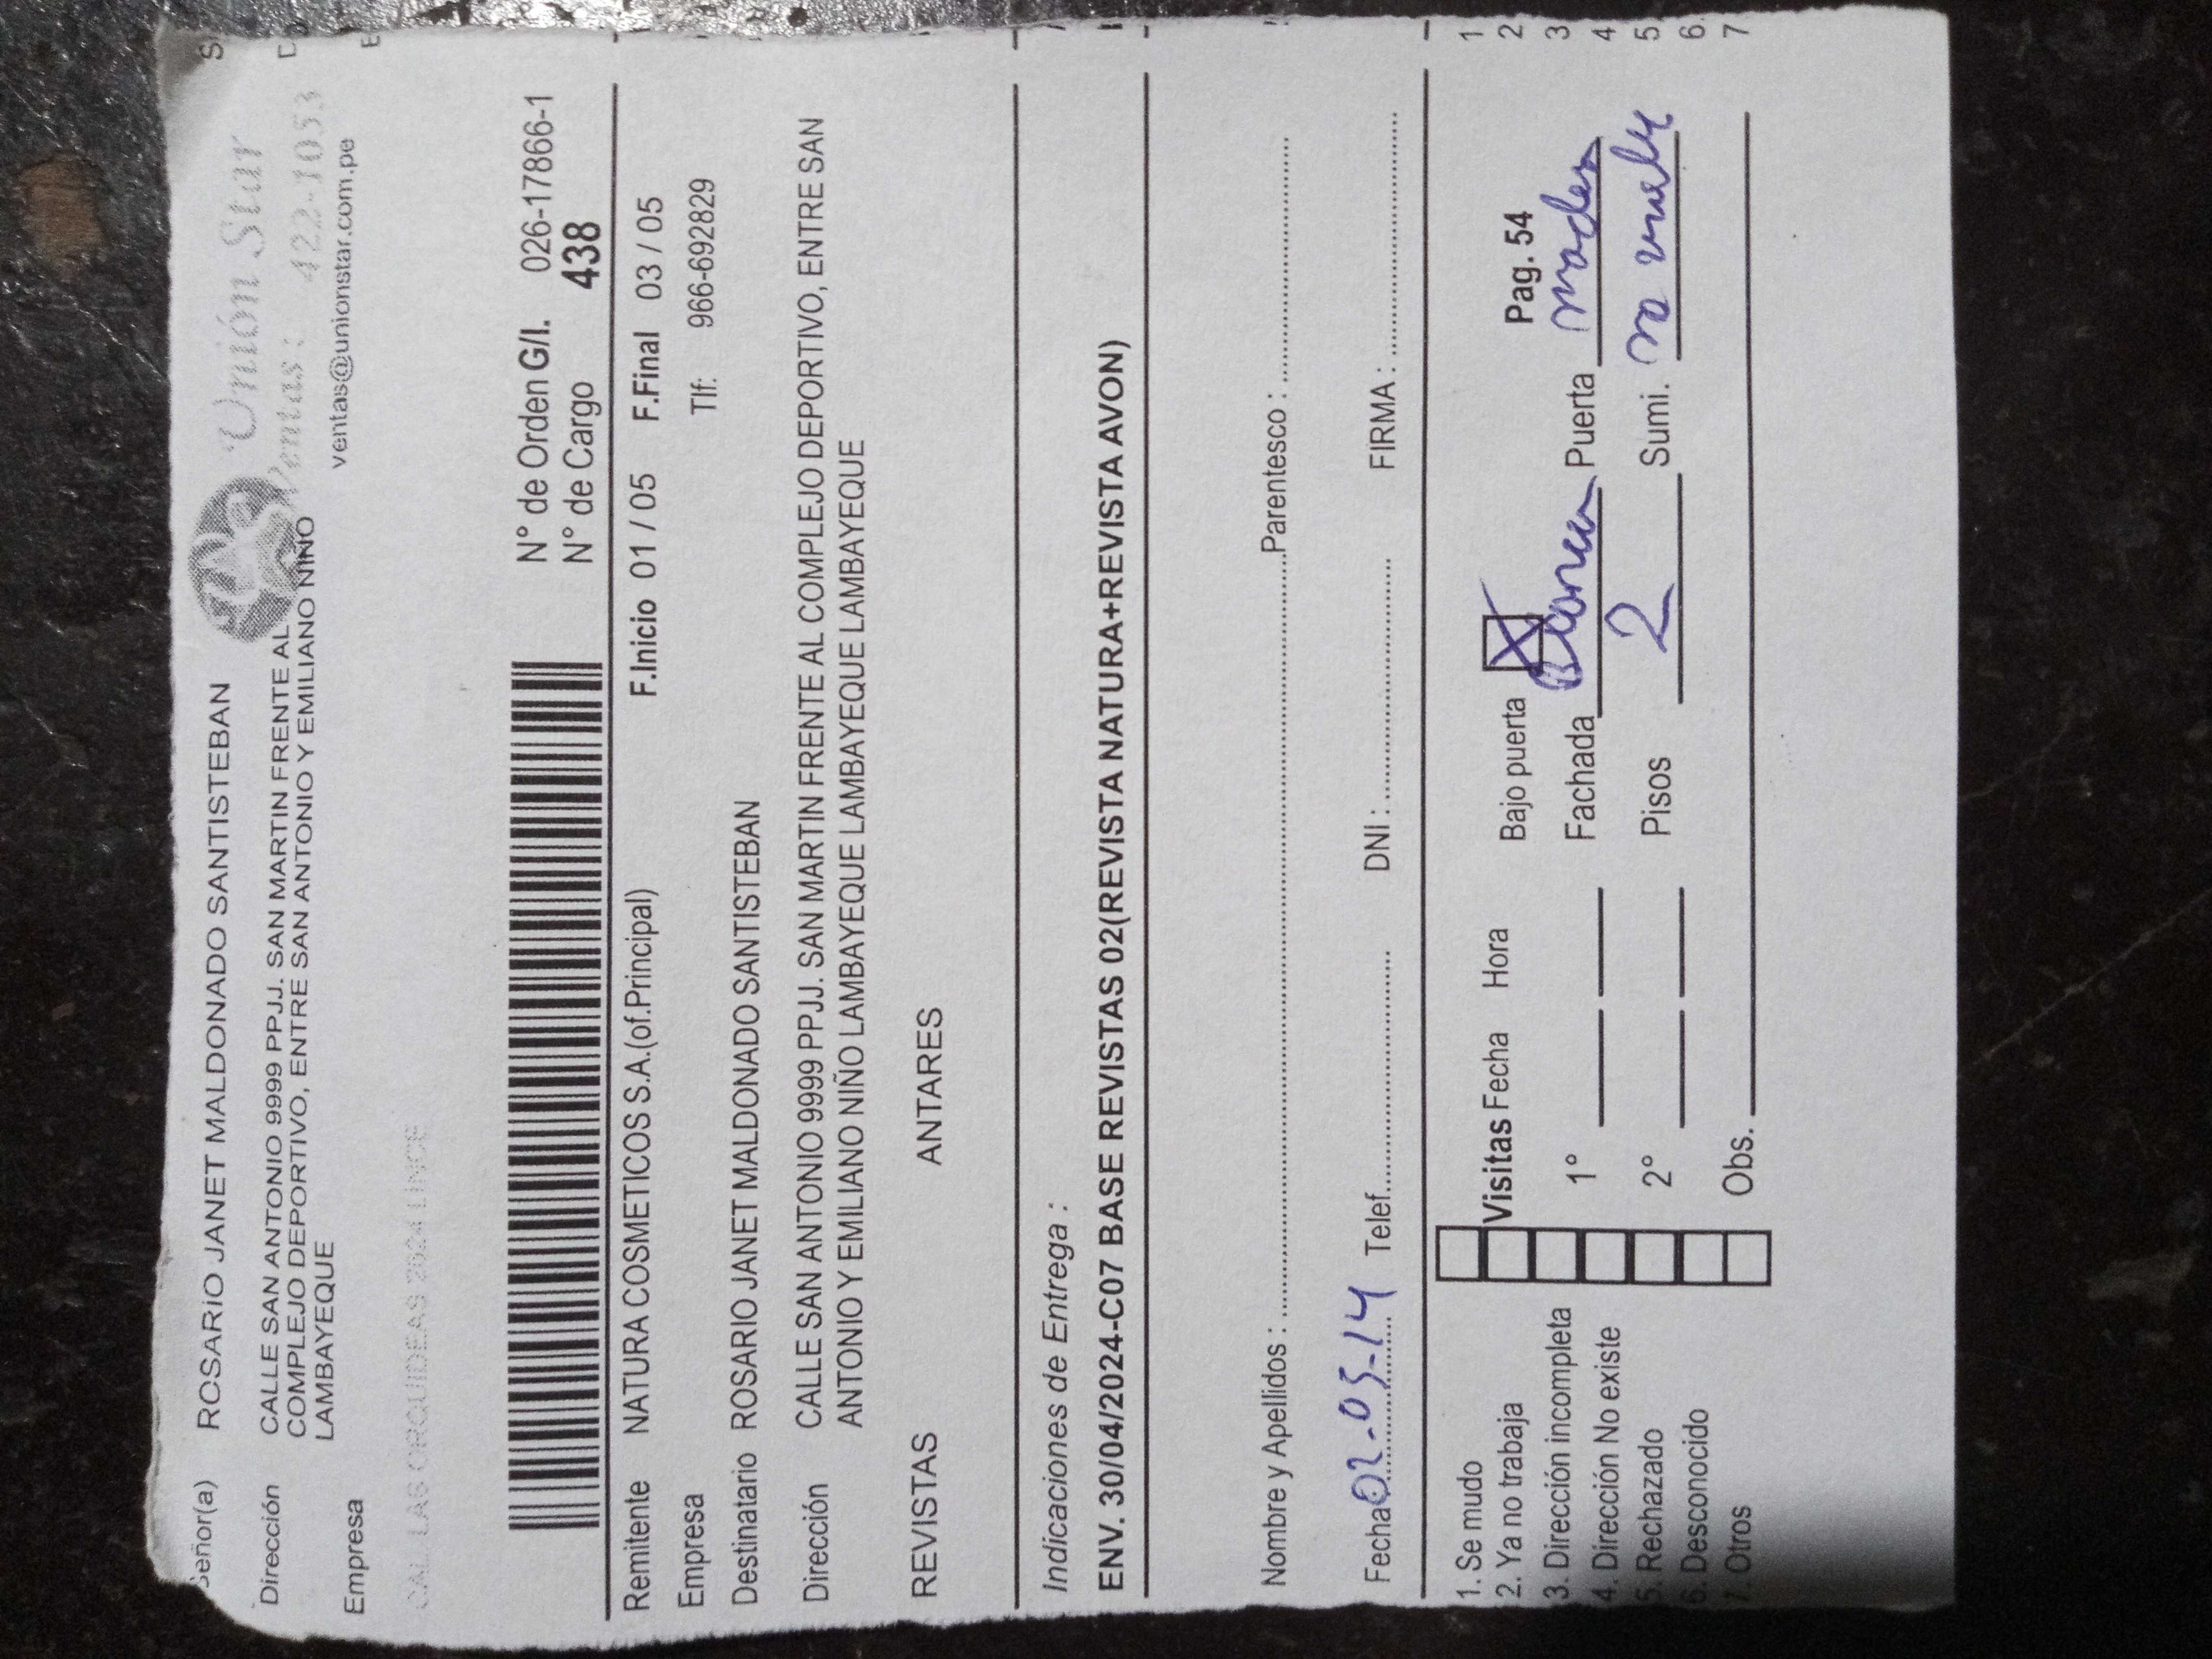 Señor(a) ROSARIO JANET MALDONADO SANTISTEBAN
Unión Star
Ventas : 422-1053
ventas@unionstar.com.pe
Dirección CALLE SAN ANTONIO 9999 PPJJ. SAN MARTIN FRENTE AL
COMPLEJO DEPORTIVO, ENTRE SAN ANTONIO Y EMILIANO NIÑO
LAMBAYEQUE
Empresa
CAL. LAS ORQUIDEAS 2024 LINCE
N° de Orden G/I. 026-17866-1
N° de Cargo 438
Remitente NATURA COSMETICOS S.A.(of.Principal) F.Inicio 01 / 05 F.Final 03 / 05
Empresa Tlf: 966-692829
Destinatario ROSARIO JANET MALDONADO SANTISTEBAN
Dirección CALLE SAN ANTONIO 9999 PPJJ. SAN MARTIN FRENTE AL COMPLEJO DEPORTIVO, ENTRE SAN
ANTONIO Y EMILIANO NIÑO LAMBAYEQUE LAMBAYEQUE LAMBAYEQUE
REVISTAS ANTARES
Indicaciones de Entrega :
ENV. 30/04/2024-C07 BASE REVISTAS 02(REVISTA NATURA+REVISTA AVON)
Nombre y Apellidos : Parentesco :
Fecha 02-05-14 Telef. DNI : FIRMA :
1. Se mudo
2. Ya no trabaja Visitas Fecha Hora Bajo puerta X Pag. 54
3. Dirección incompleta 1° Fachada Blanca Puerta
4. Dirección No existe
5. Rechazado 2° Pisos 2 Sumi.
6. Desconocido
7. Otros Obs.
1
2
3
4
5
6.
7